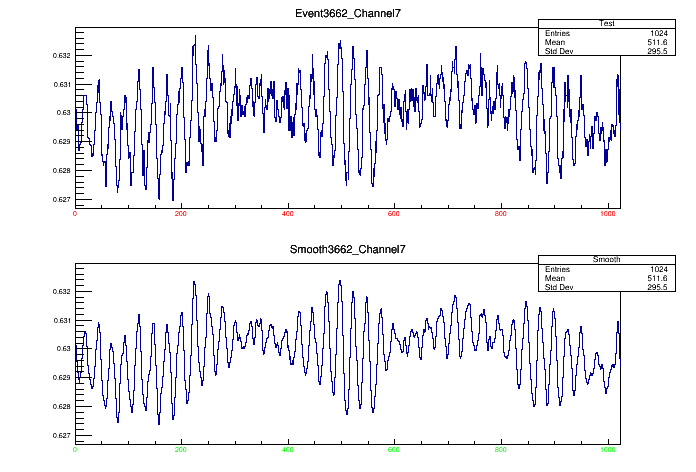 Event3662_Channel7
Test
Entries 1024
Mean 511.6
Std Dev 295.5
0.632
0.631
0.63
0.629
0.628
0.627
0 200 400 600 800 1000
Smooth3662_Channel7
Smooth
Entries 1024
Mean 511.6
Std Dev 295.5
0.632
0.631
0.63
0.629
0.628
0.627
0 200 400 600 800 1000